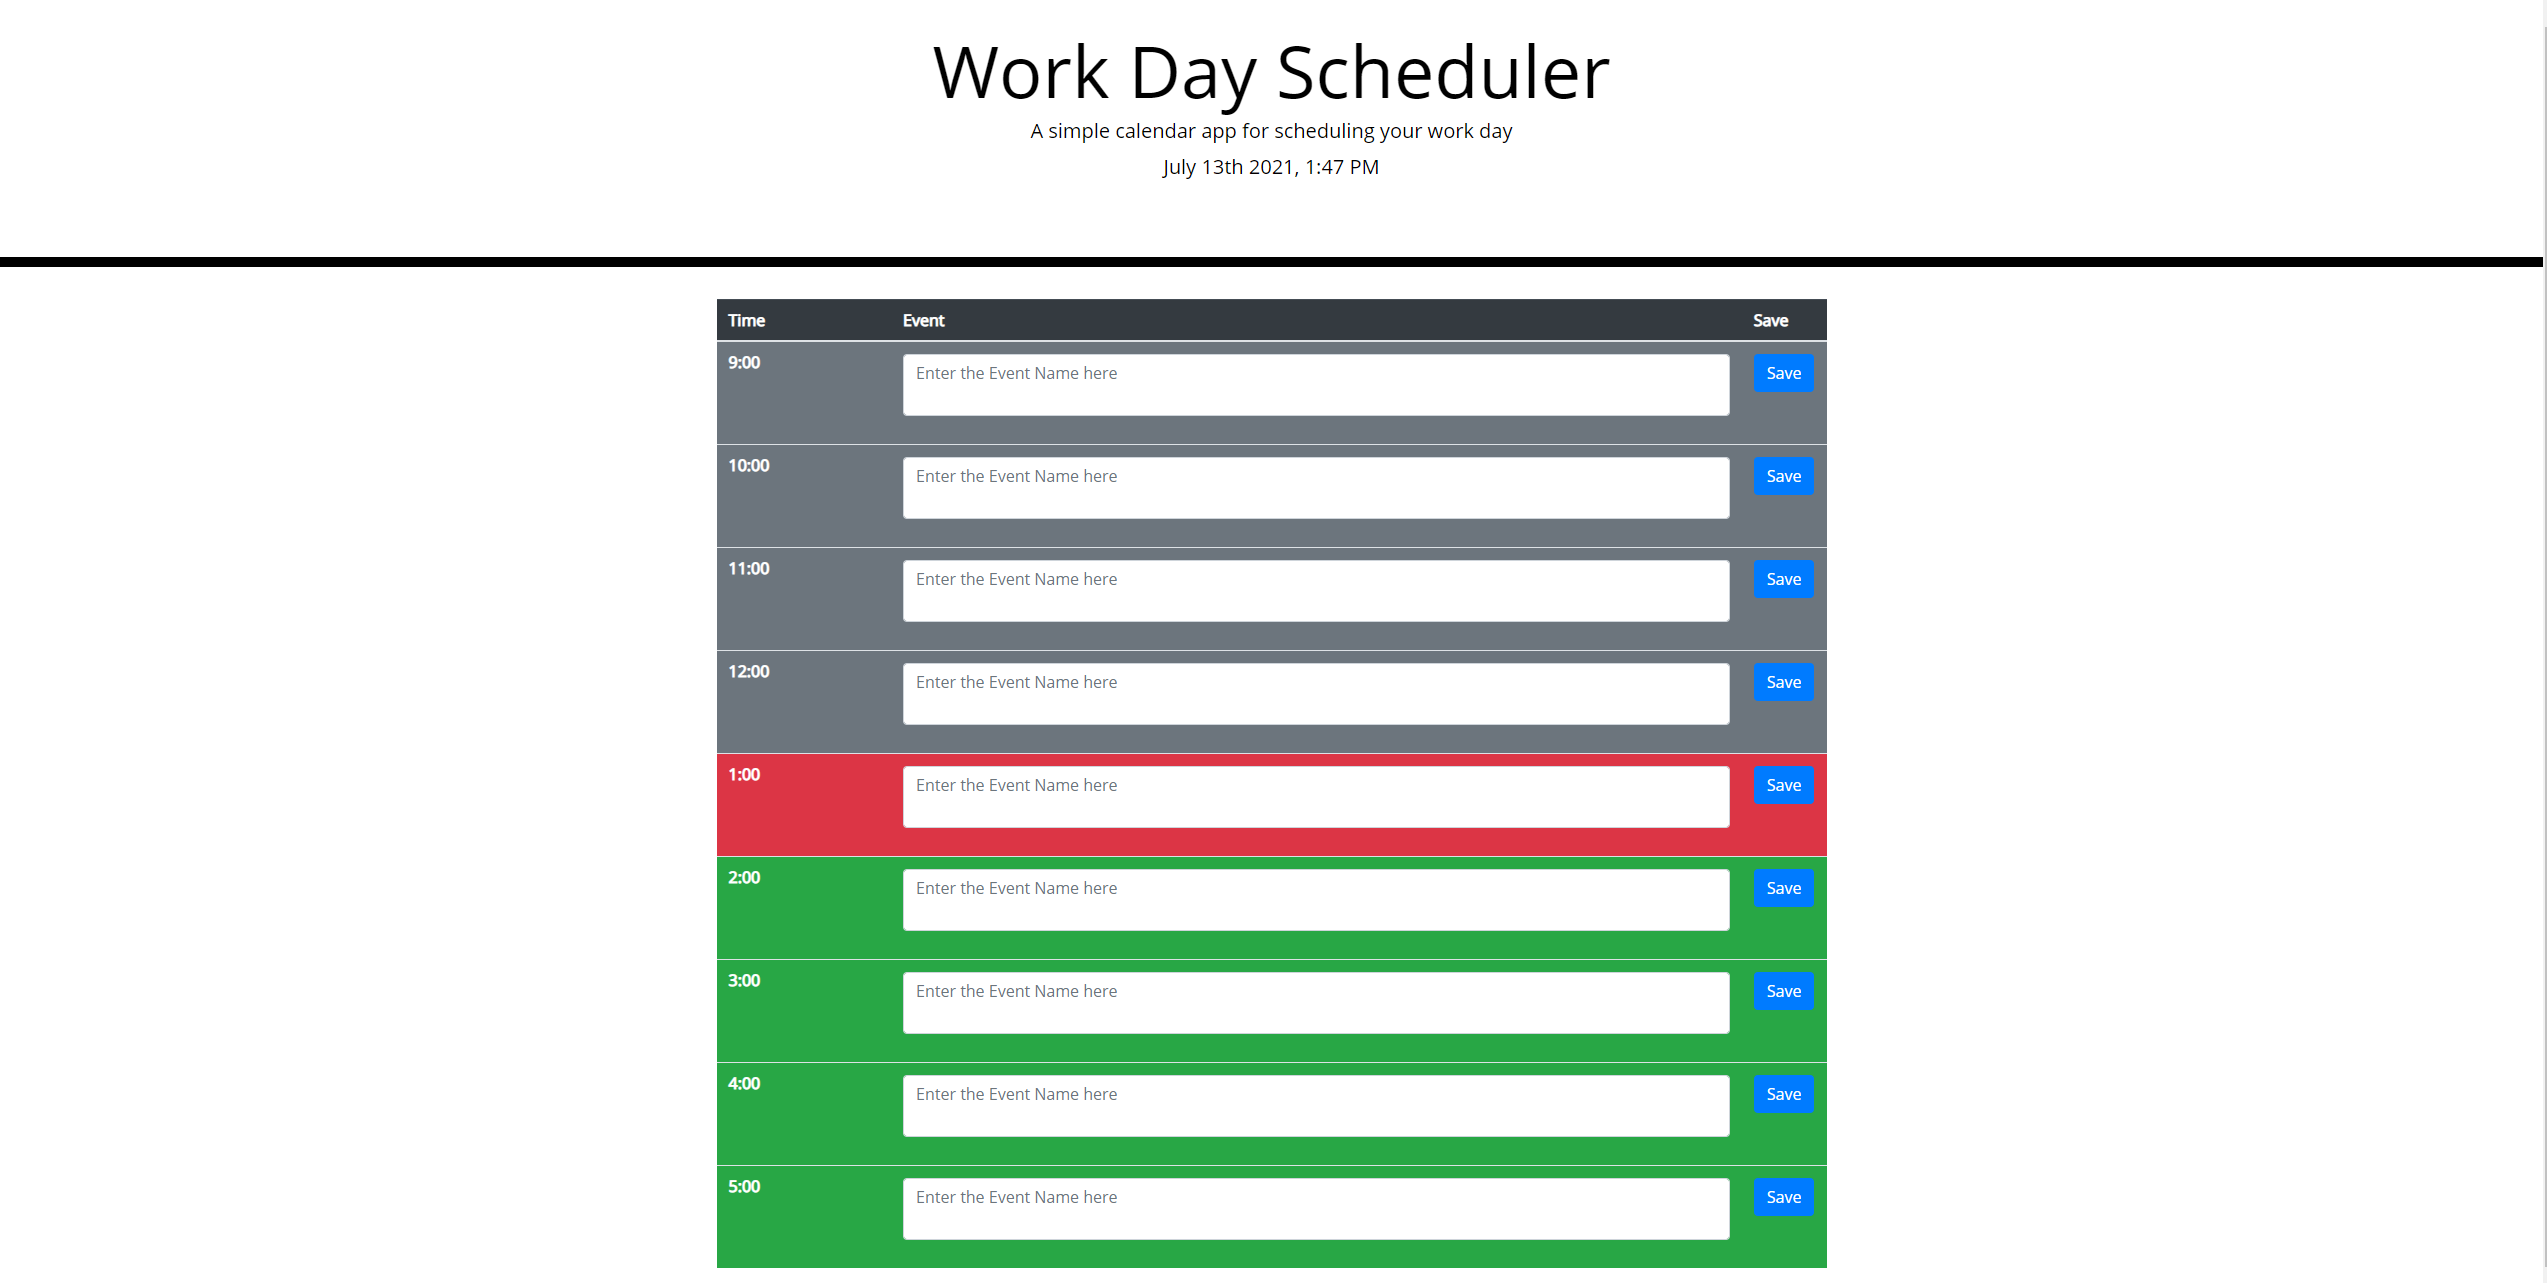 Work Day Scheduler
A simple calendar app for scheduling your work day
July 13th 2021, 1:47 PM
Time Event Save
9:00 Enter the Event Name here Save
10:00 Enter the Event Name here Save
11:00 Enter the Event Name here Save
12:00 Enter the Event Name here Save
1:00 Enter the Event Name here Save
2:00 Enter the Event Name here Save
3:00 Enter the Event Name here Save
4:00 Enter the Event Name here Save
5:00 Enter the Event Name here Save